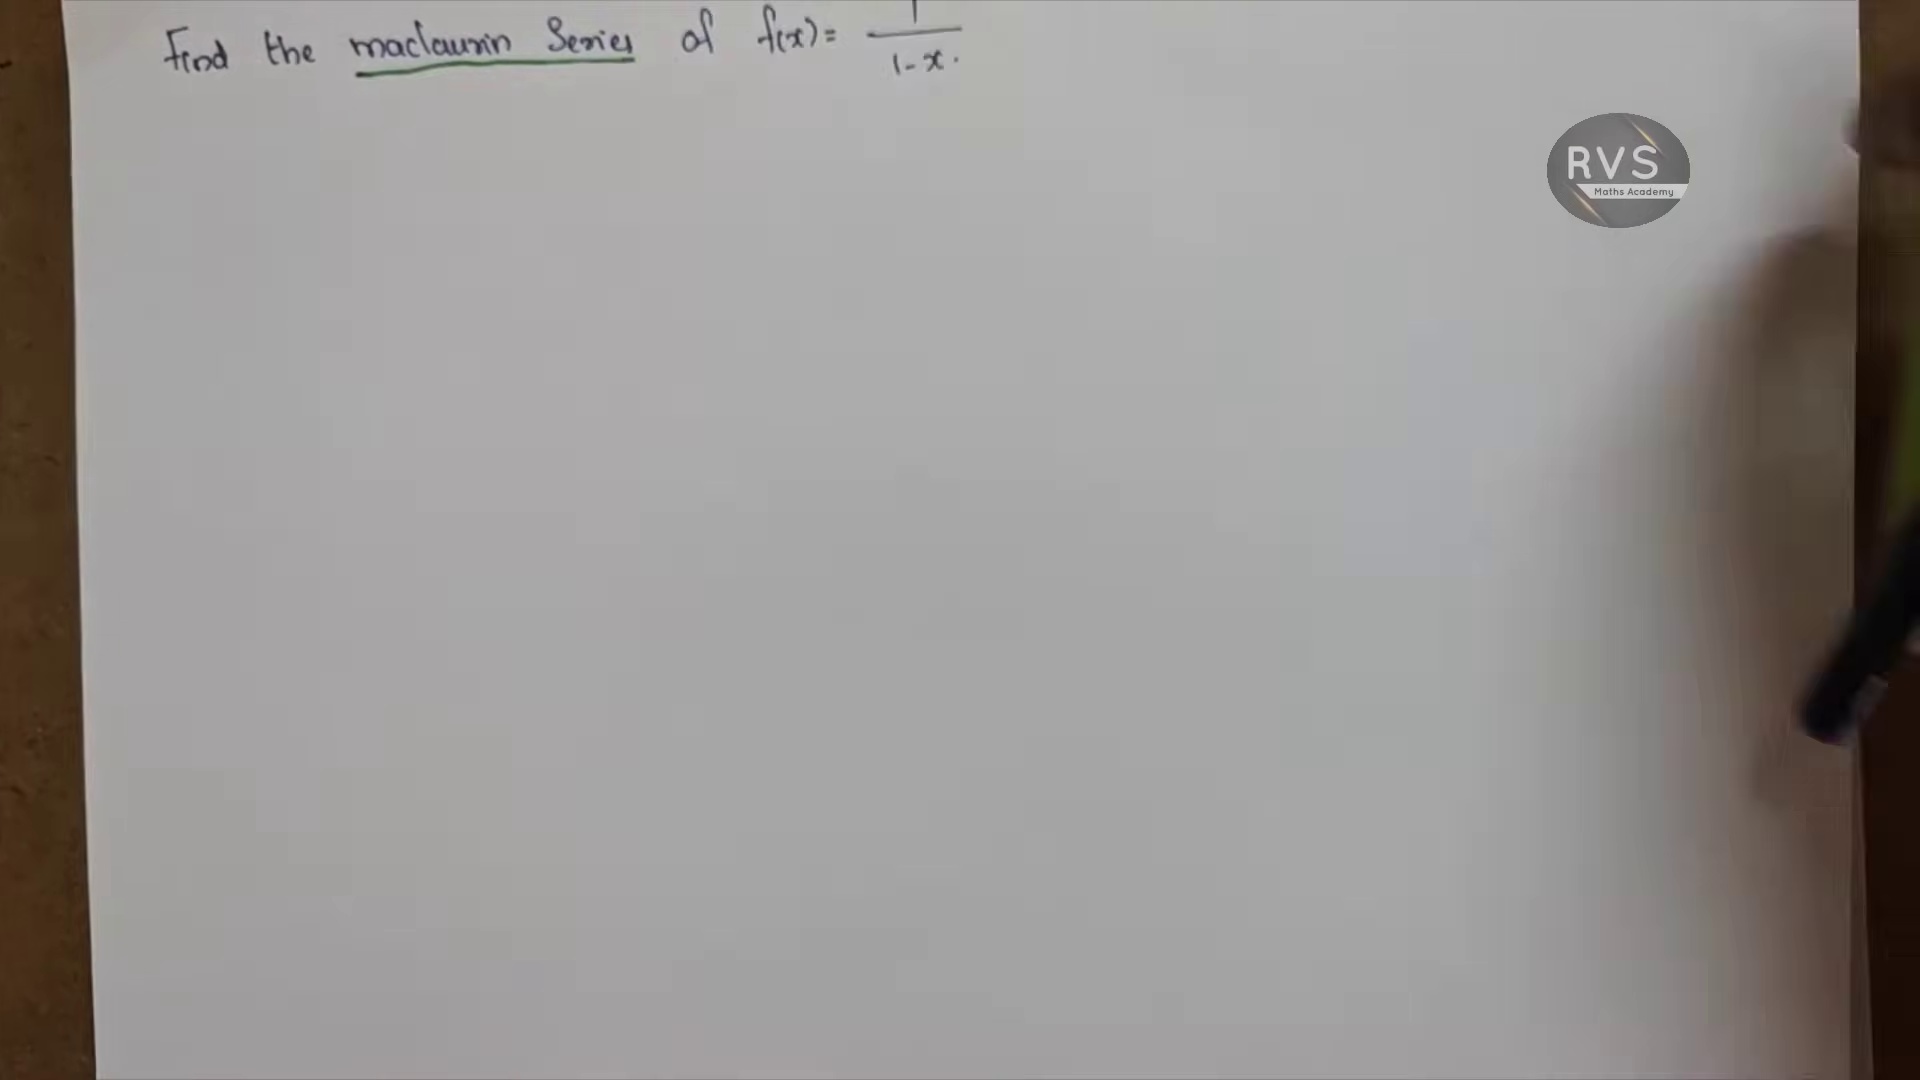 Find the maclaurin Series of f(x) = 1/1-x.
RVS
Maths Academy